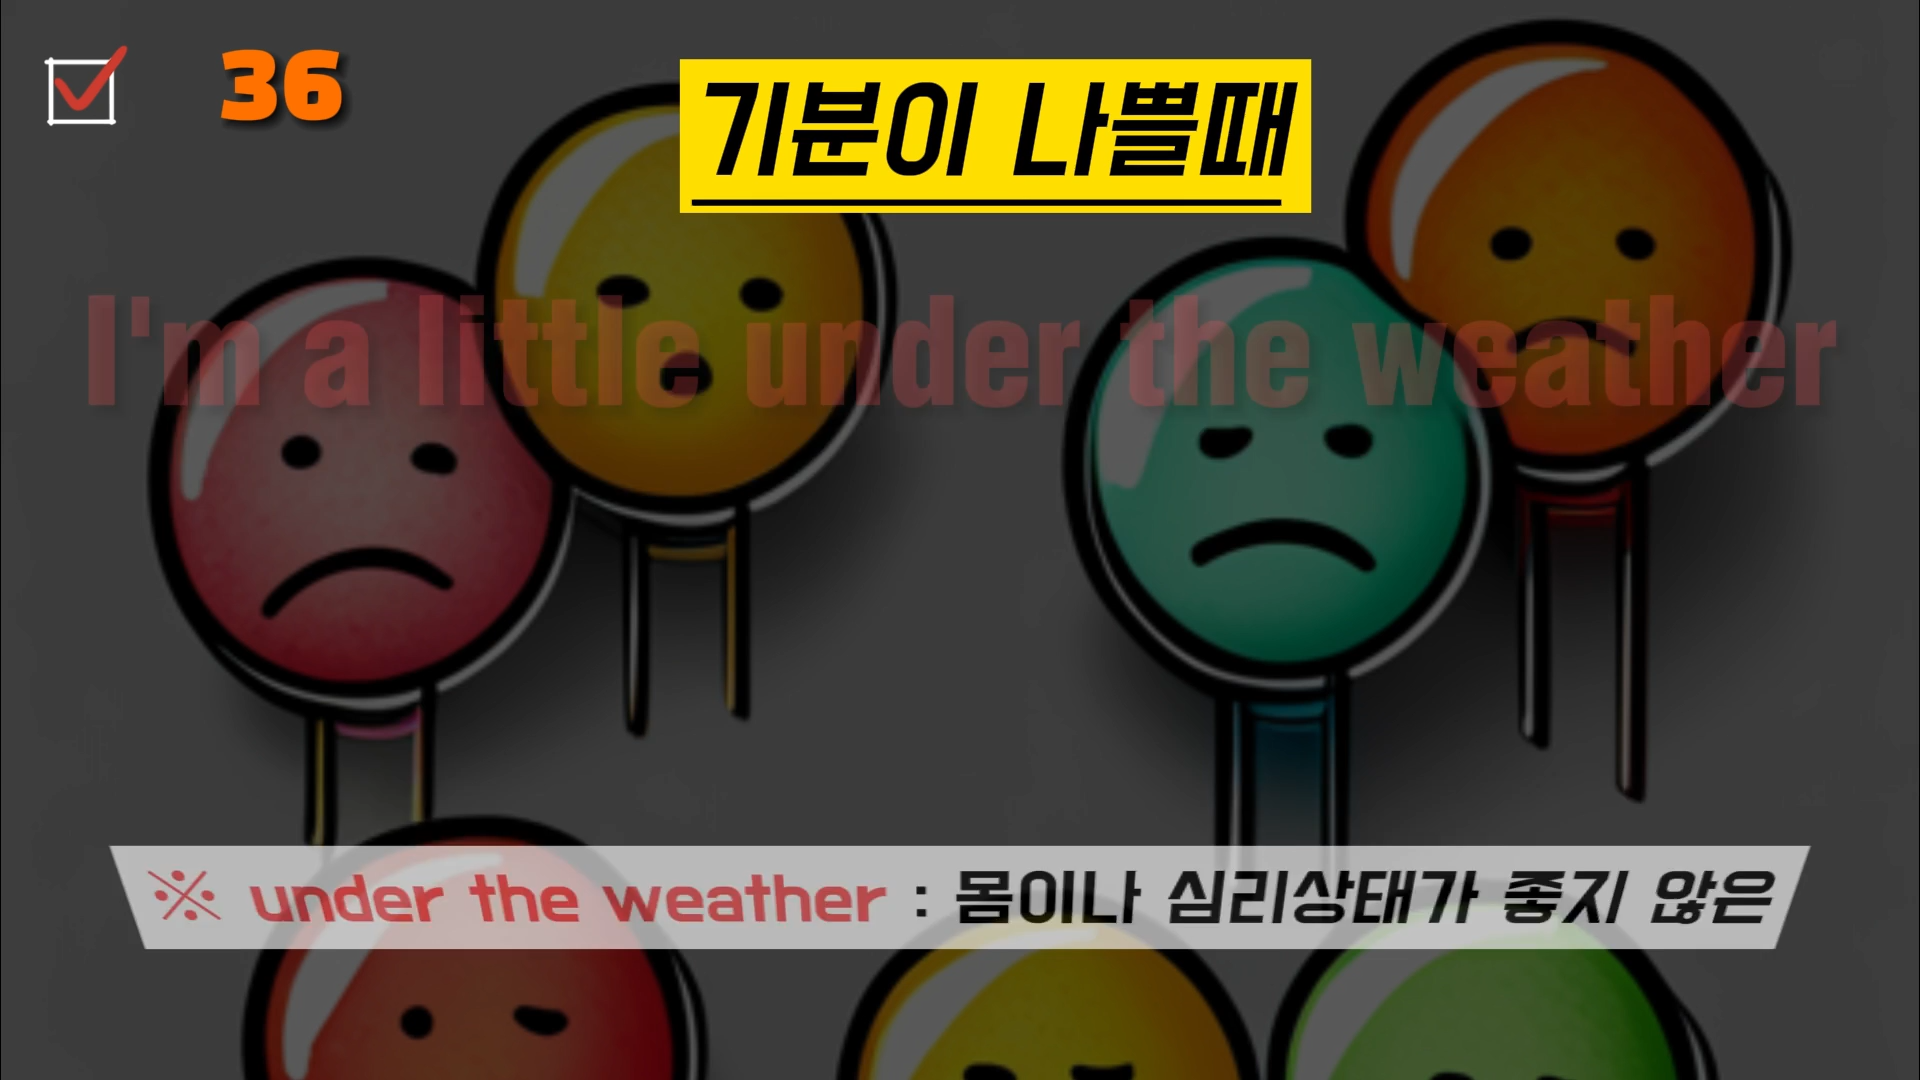 36
기분이 나쁠때
I'm a little under the weather
※ under the weather : 몸이나 심리상태가 좋지 않은